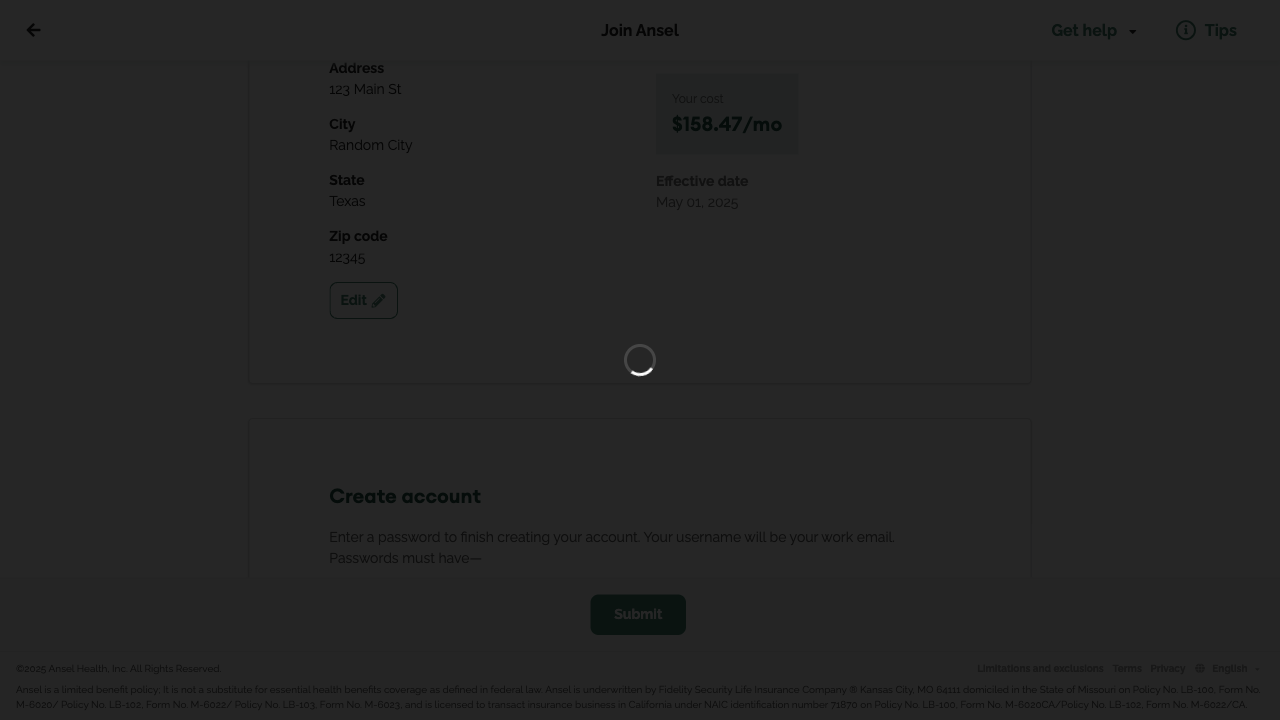 Join Ansel
Get help
Tips
Address
123 Main St
City
Random City
State
Texas
Zip code
12345
Edit
Your cost
$158.47/mo
Effective date
May 01, 2025
Create account
Enter a password to finish creating your account. Your username will be your work email.
Passwords must have—
Submit
©2025 Ansel Health, Inc. All Rights Reserved.
Limitations and exclusions Terms Privacy English
Ansel is a limited benefit policy; it is not a substitute for essential health benefits coverage as defined in federal law. Ansel is underwritten by Fidelity Security Life Insurance Company ® Kansas City, MO 64111 domiciled in the State of Missouri on Policy No. LB-100, Form No.
M-6020/ Policy No. LB-102, Form No. M-6022/ Policy No. LB-103, Form No. M-6023, and is licensed to transact insurance business in California under NAIC identification number 71870 on Policy No. LB-100, Form No. M-6020CA/Policy No. LB-102, Form No. M-6022/CA.